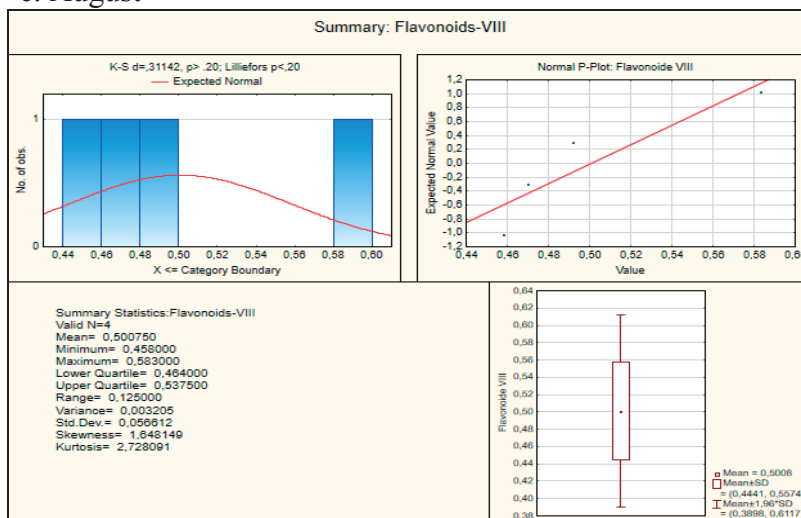 c. August
Summary: Flavonoids-VIII
K-S d=,31142, p> .20; Lilliefors p<,20
Expected Normal
No. of obs.
1
0
0,44 0,46 0,48 0,50 0,52 0,54 0,56 0,58 0,60
X <= Category Boundary
Normal P-Plot: Flavonoide VIII
Expected Normal Value
1,2
1,0
0,8
0,6
0,4
0,2
0,0
-0,2
-0,4
-0,6
-0,8
-1,0
-1,2
0,44 0,46 0,48 0,50 0,52 0,54 0,56 0,58 0,60
Value
Summary Statistics:Flavonoids-VIII
Valid N=4
Mean= 0,500750
Minimum= 0,458000
Maximum= 0,583000
Lower Quartile= 0,464000
Upper Quartile= 0,537500
Range= 0,125000
Variance= 0,003205
Std.Dev.= 0,056612
Skewness= 1,648149
Kurtosis= 2,728091
Flavonoide VIII
0,64
0,62
0,60
0,58
0,56
0,54
0,52
0,50
0,48
0,46
0,44
0,42
0,40
0,38
Mean = 0,5008
Mean±SD
= (0,4441, 0,5574
Mean±1,96*SD
= (0,3898, 0,6117